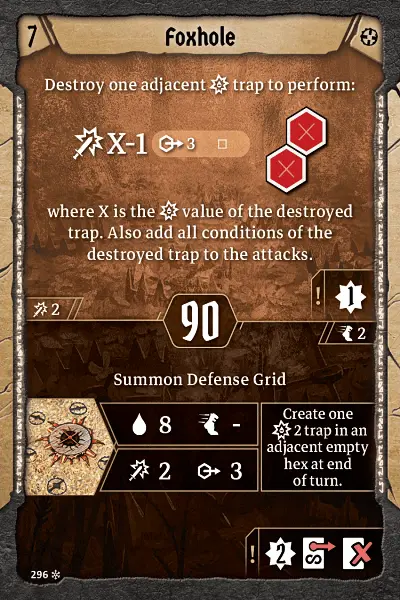 7 Foxhole
Destroy one adjacent trap to perform:
X-1 3
where X is the value of the destroyed
trap. Also add all conditions of the
destroyed trap to the attacks.
! 1
2
90
2
Summon Defense Grid
8 -
2 3
Create one
2 trap in an
adjacent empty
hex at end
of turn.
! 2
296